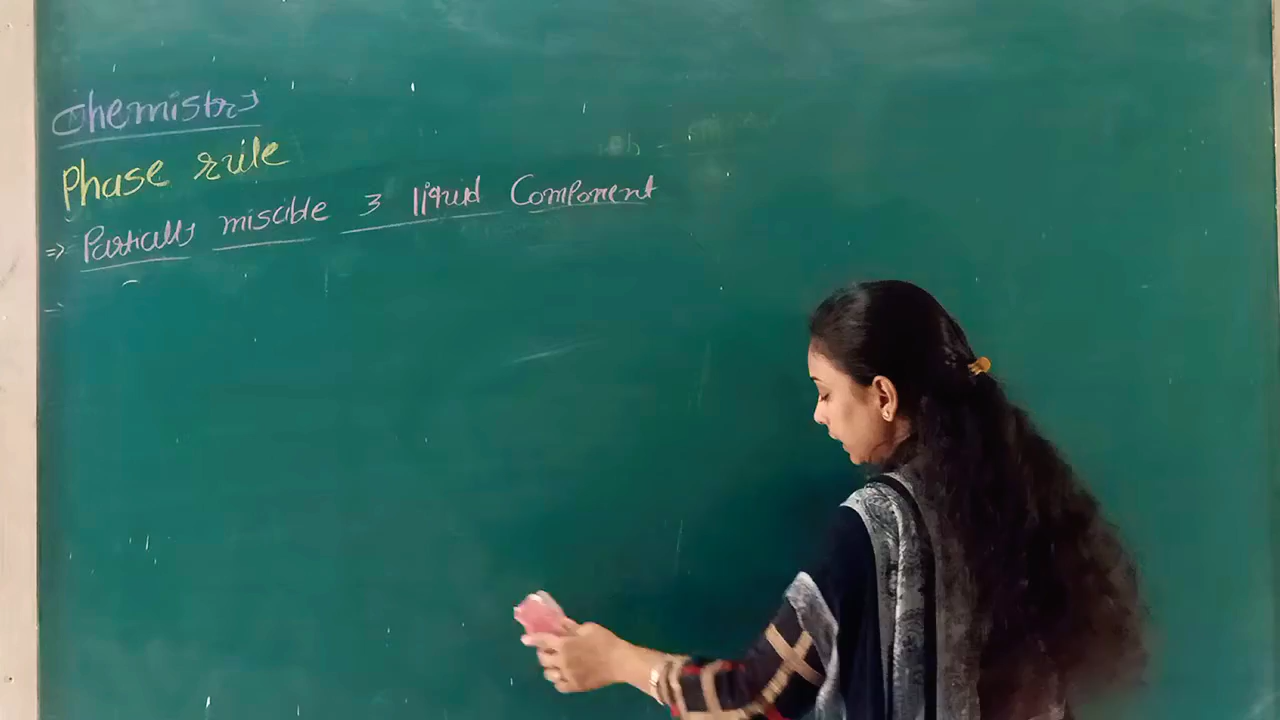 Chemistry
Phase rule
⇒ Partially miscible 3 liquid Component